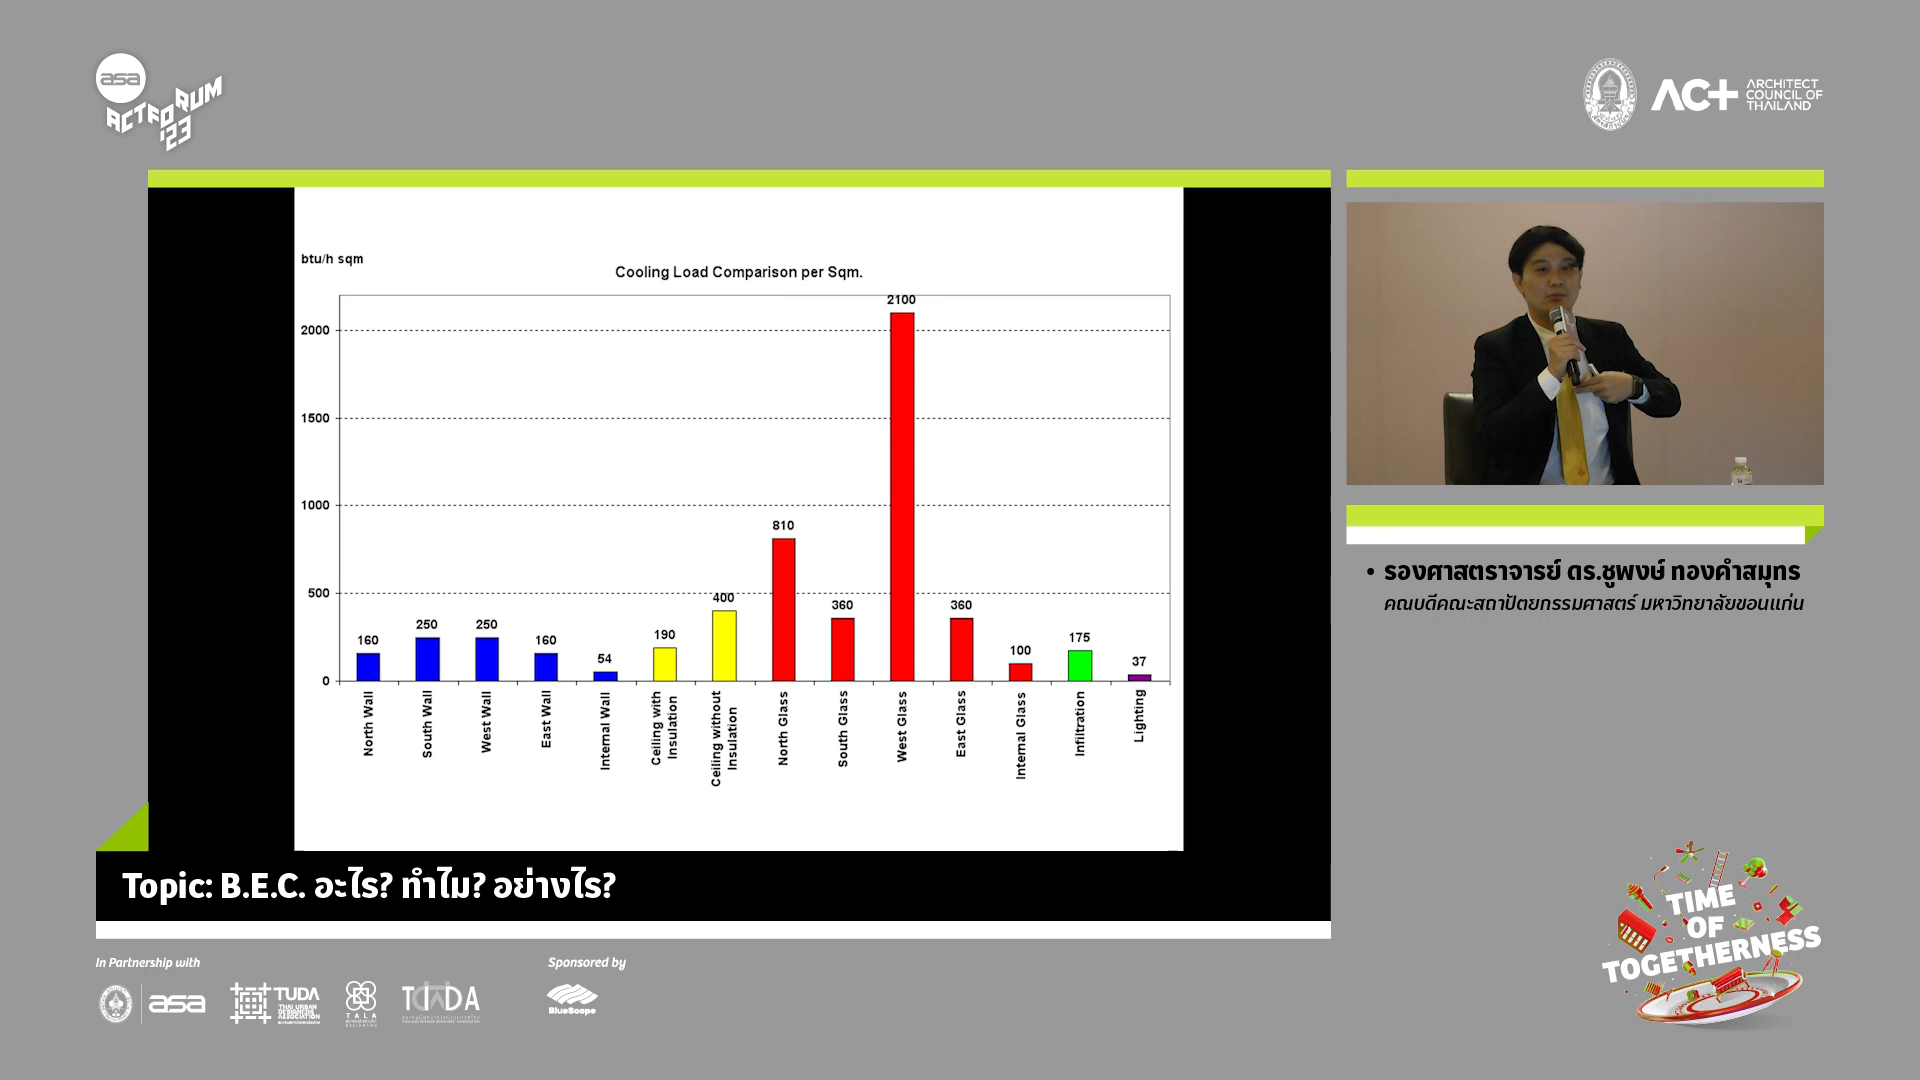 asa
ACTFORUM
'23
ACT
ARCHITECT
COUNCIL OF
THAILAND
btu/h sqm
Cooling Load Comparison per Sqm.
2000
1500
1000
500
0
160
250
250
160
54
190
400
810
360
2100
360
100
175
37
North Wall
South Wall
West Wall
East Wall
Internal Wall
Ceiling with
Insulation
Ceiling without
Insulation
North Glass
South Glass
West Glass
East Glass
Internal Glass
Infiltration
Lighting
• รองศาสตราจารย์ ดร.ชูพงษ์ ทองคำสมุทร
คณบดีคณะสถาปัตยกรรมศาสตร์ มหาวิทยาลัยขอนแก่น
Topic: B.E.C. อะไร? ทำไม? อย่างไร?
In Partnership with
Sponsored by
asa
TUDA
THAI URBAN
DESIGNERS
ASSOCIATION
TALA
TIDA
BlueScope
TIME
OF
TOGETHERNESS